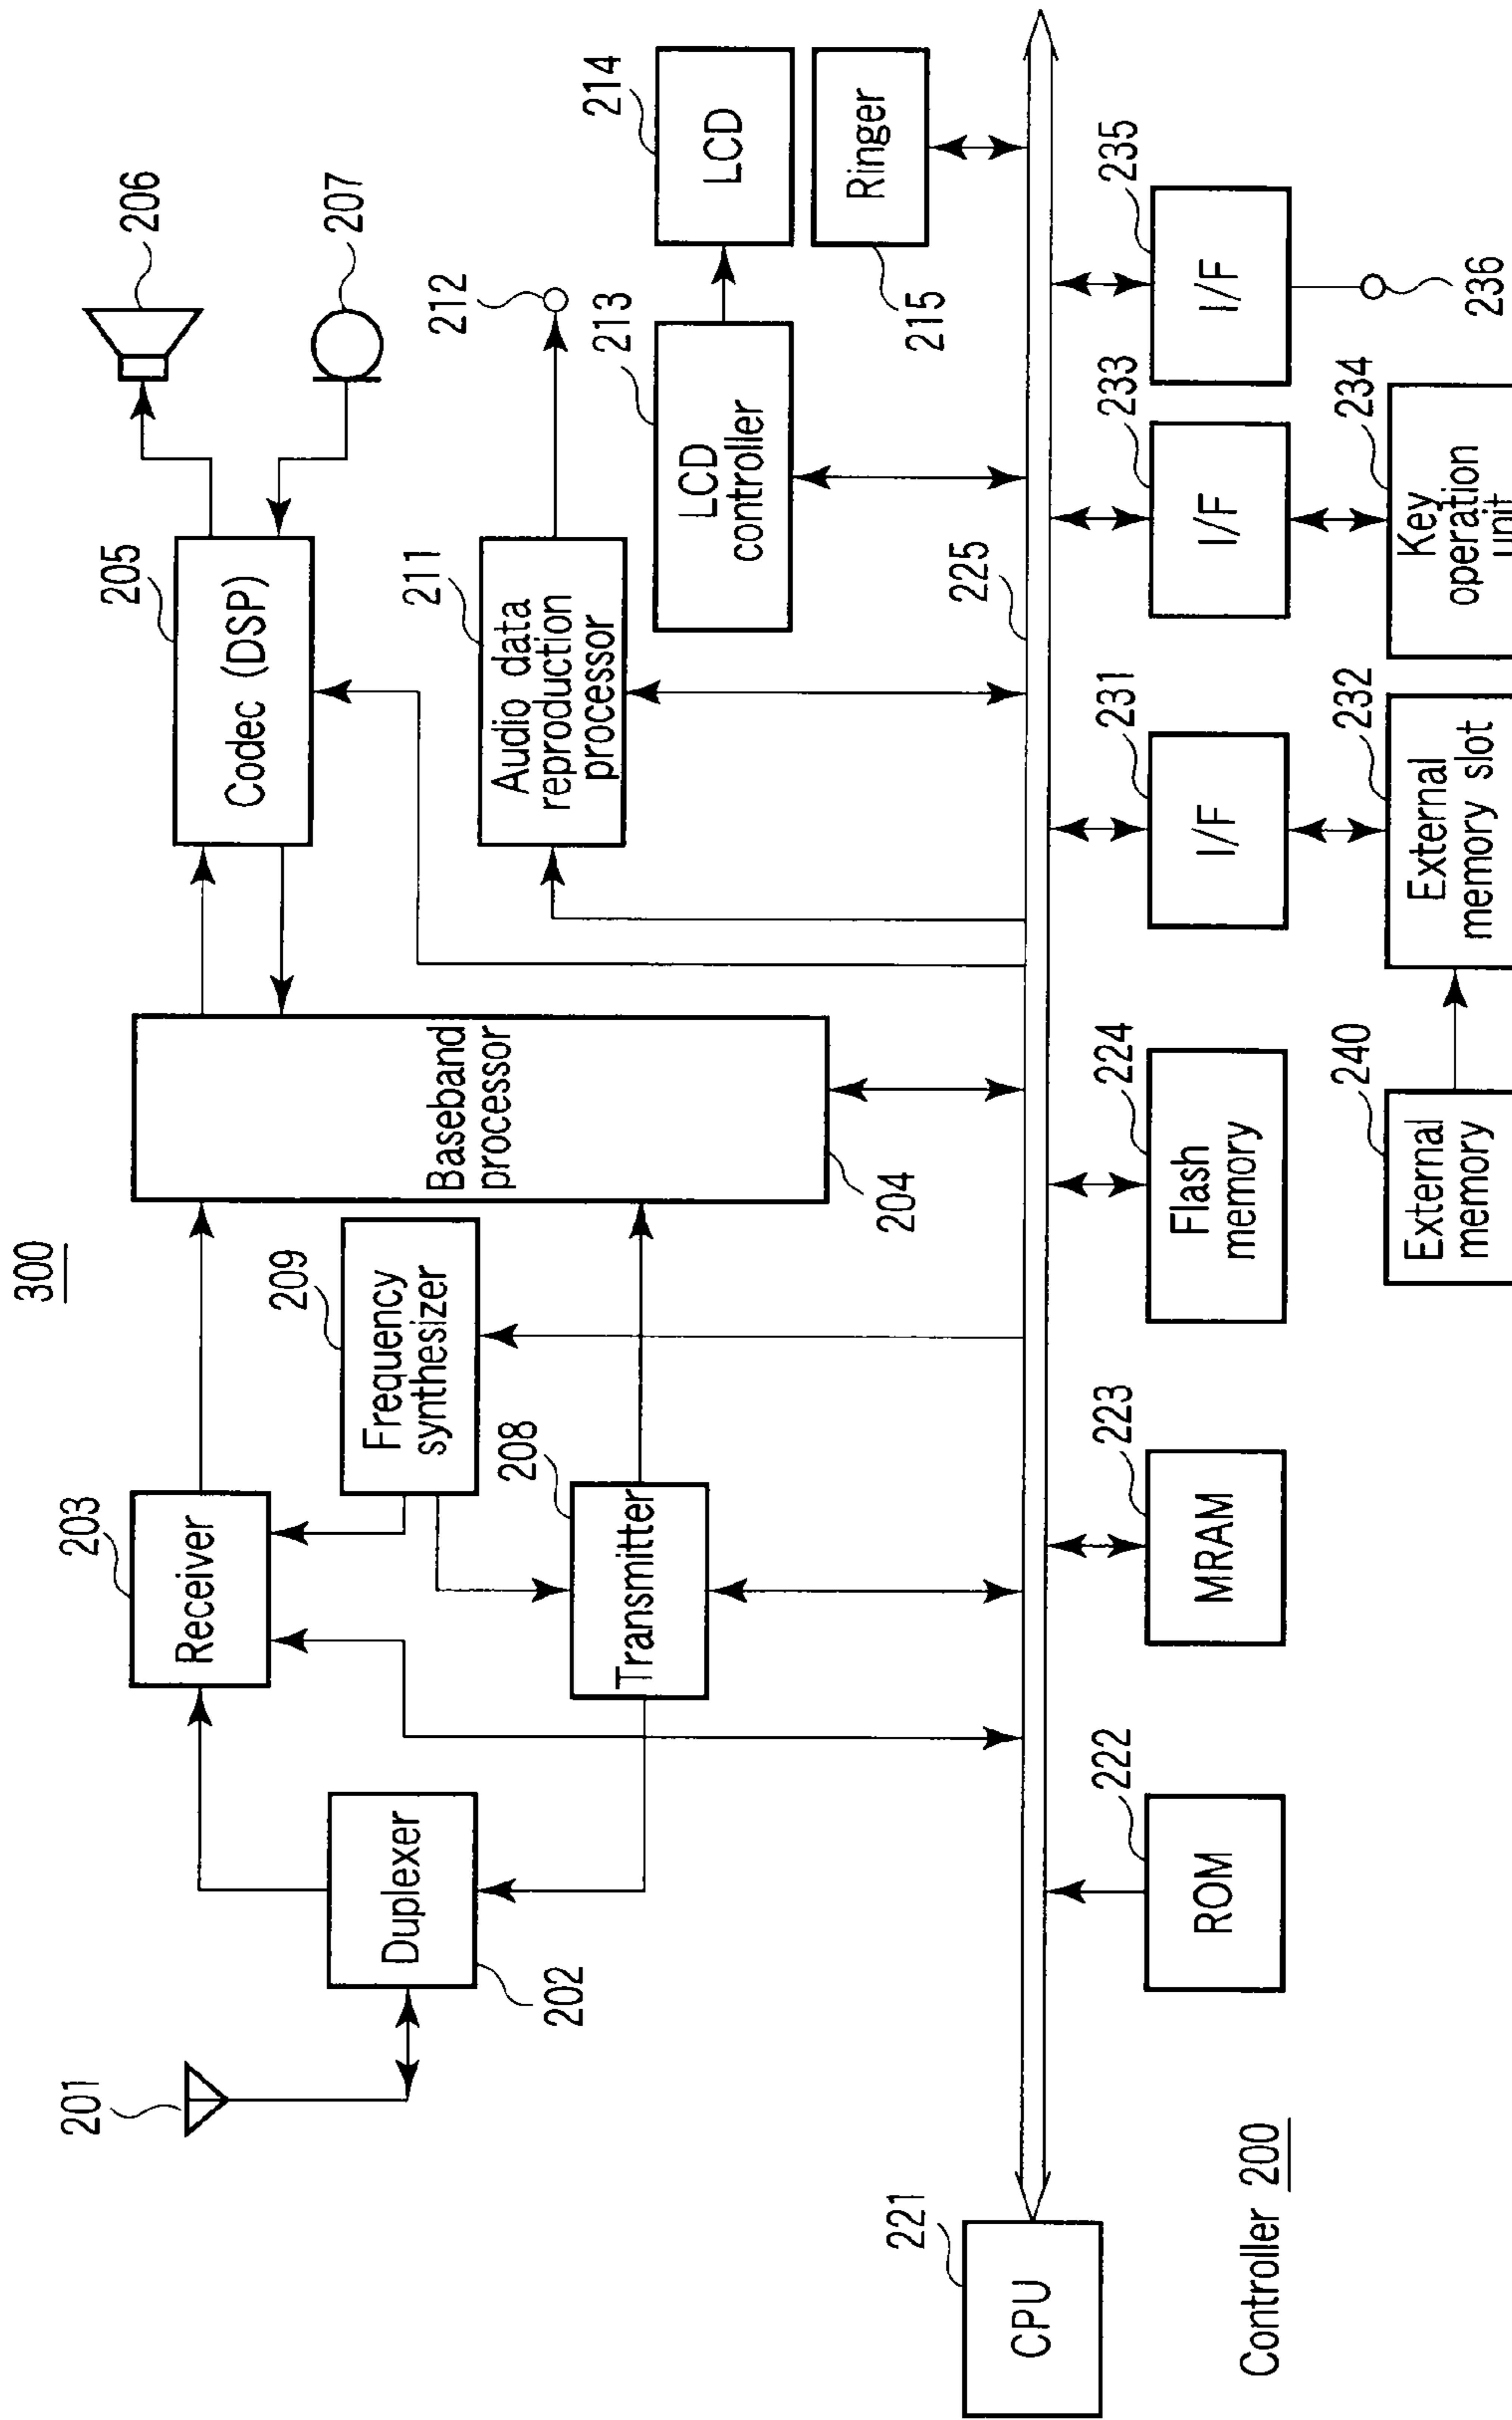 300
201
Duplexer
202
203
Receiver
209
Frequency
synthesizer
208
Transmitter
Baseband
processor
204
205
Codec (DSP)
206
207
211
Audio data
reproduction
processor
212
213
LCD
controller
214
LCD
Ringer
215
221
CPU
225
222
ROM
223
MRAM
224
Flash
memory
231
I/F
233
I/F
235
I/F
236
240
External
memory
232
External
memory slot
234
Key
operation
unit
Controller 200